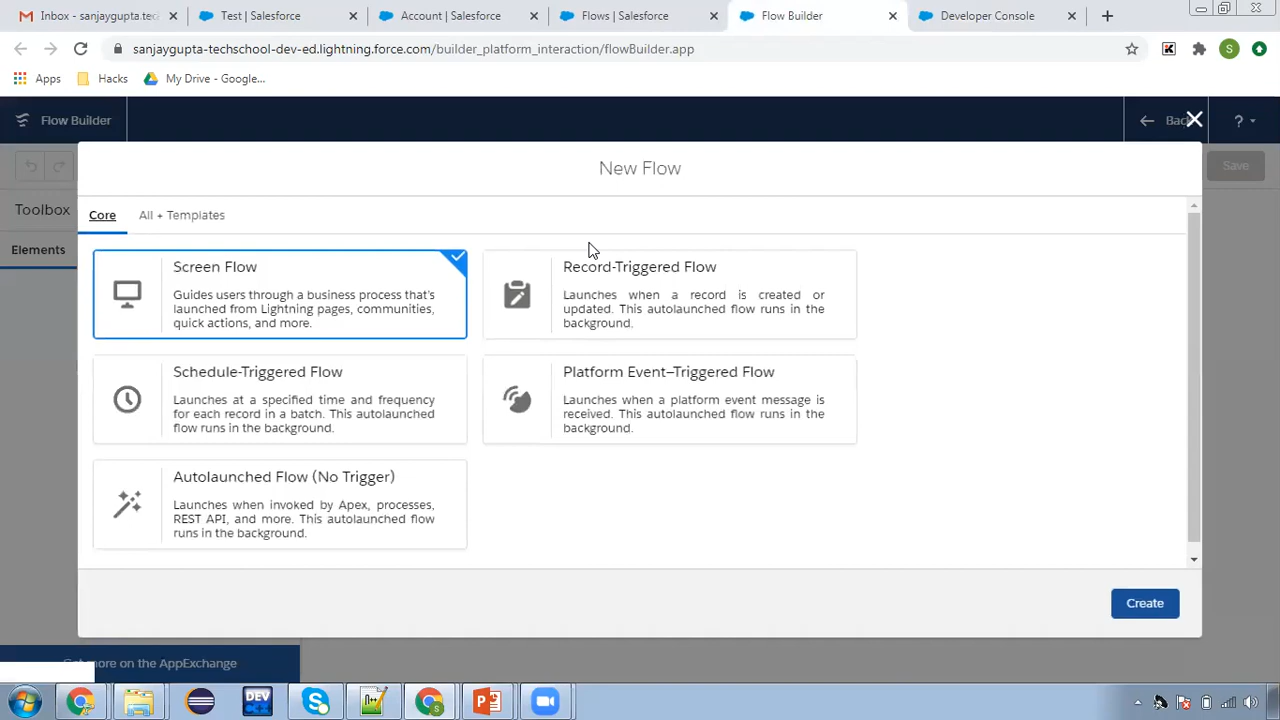 Inbox - sanjaygupta.tec
Test | Salesforce
Account | Salesforce
Flows | Salesforce
Flow Builder
Developer Console
sanjaygupta-techschool-dev-ed.lightning.force.com/builder_platform_interaction/flowBuilder.app
S
Apps
Hacks
My Drive - Google...
Flow Builder
Back
?
New Flow
Save
Toolbox
Core
All + Templates
Elements
Screen Flow
Guides users through a business process that's
launched from Lightning pages, communities,
quick actions, and more.
Record-Triggered Flow
Launches when a record is created or
updated. This autolaunched flow runs in the
background.
Schedule-Triggered Flow
Launches at a specified time and frequency
for each record in a batch. This autolaunched
flow runs in the background.
Platform Event–Triggered Flow
Launches when a platform event message is
received. This autolaunched flow runs in the
background.
Autolaunched Flow (No Trigger)
Launches when invoked by Apex, processes,
REST API, and more. This autolaunched flow
runs in the background.
Create
Get more on the AppExchange
DEV